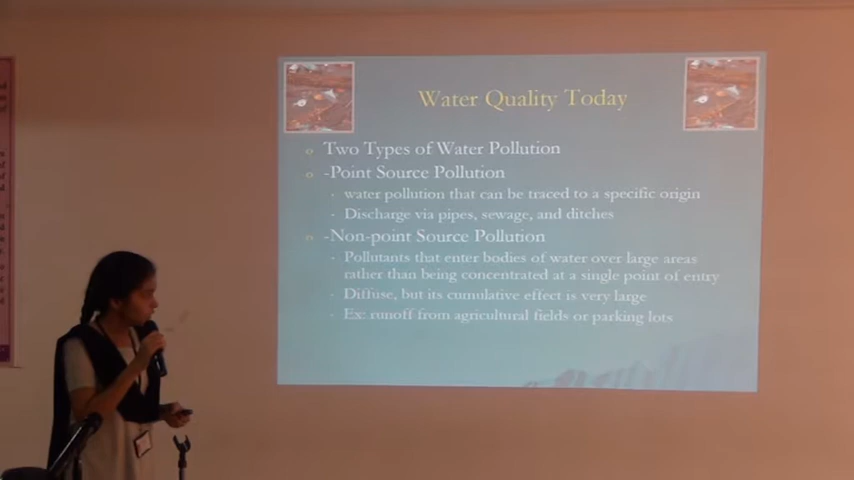 Water Quality Today
Two Types of Water Pollution
-Point Source Pollution
water pollution that can be traced to a specific origin
Discharge via pipes, sewage, and ditches
-Non-point Source Pollution
Pollutants that enter bodies of water over large areas
rather than being concentrated at a single point of entry
Diffuse, but its cumulative effect is very large
Ex: runoff from agricultural fields or parking lots